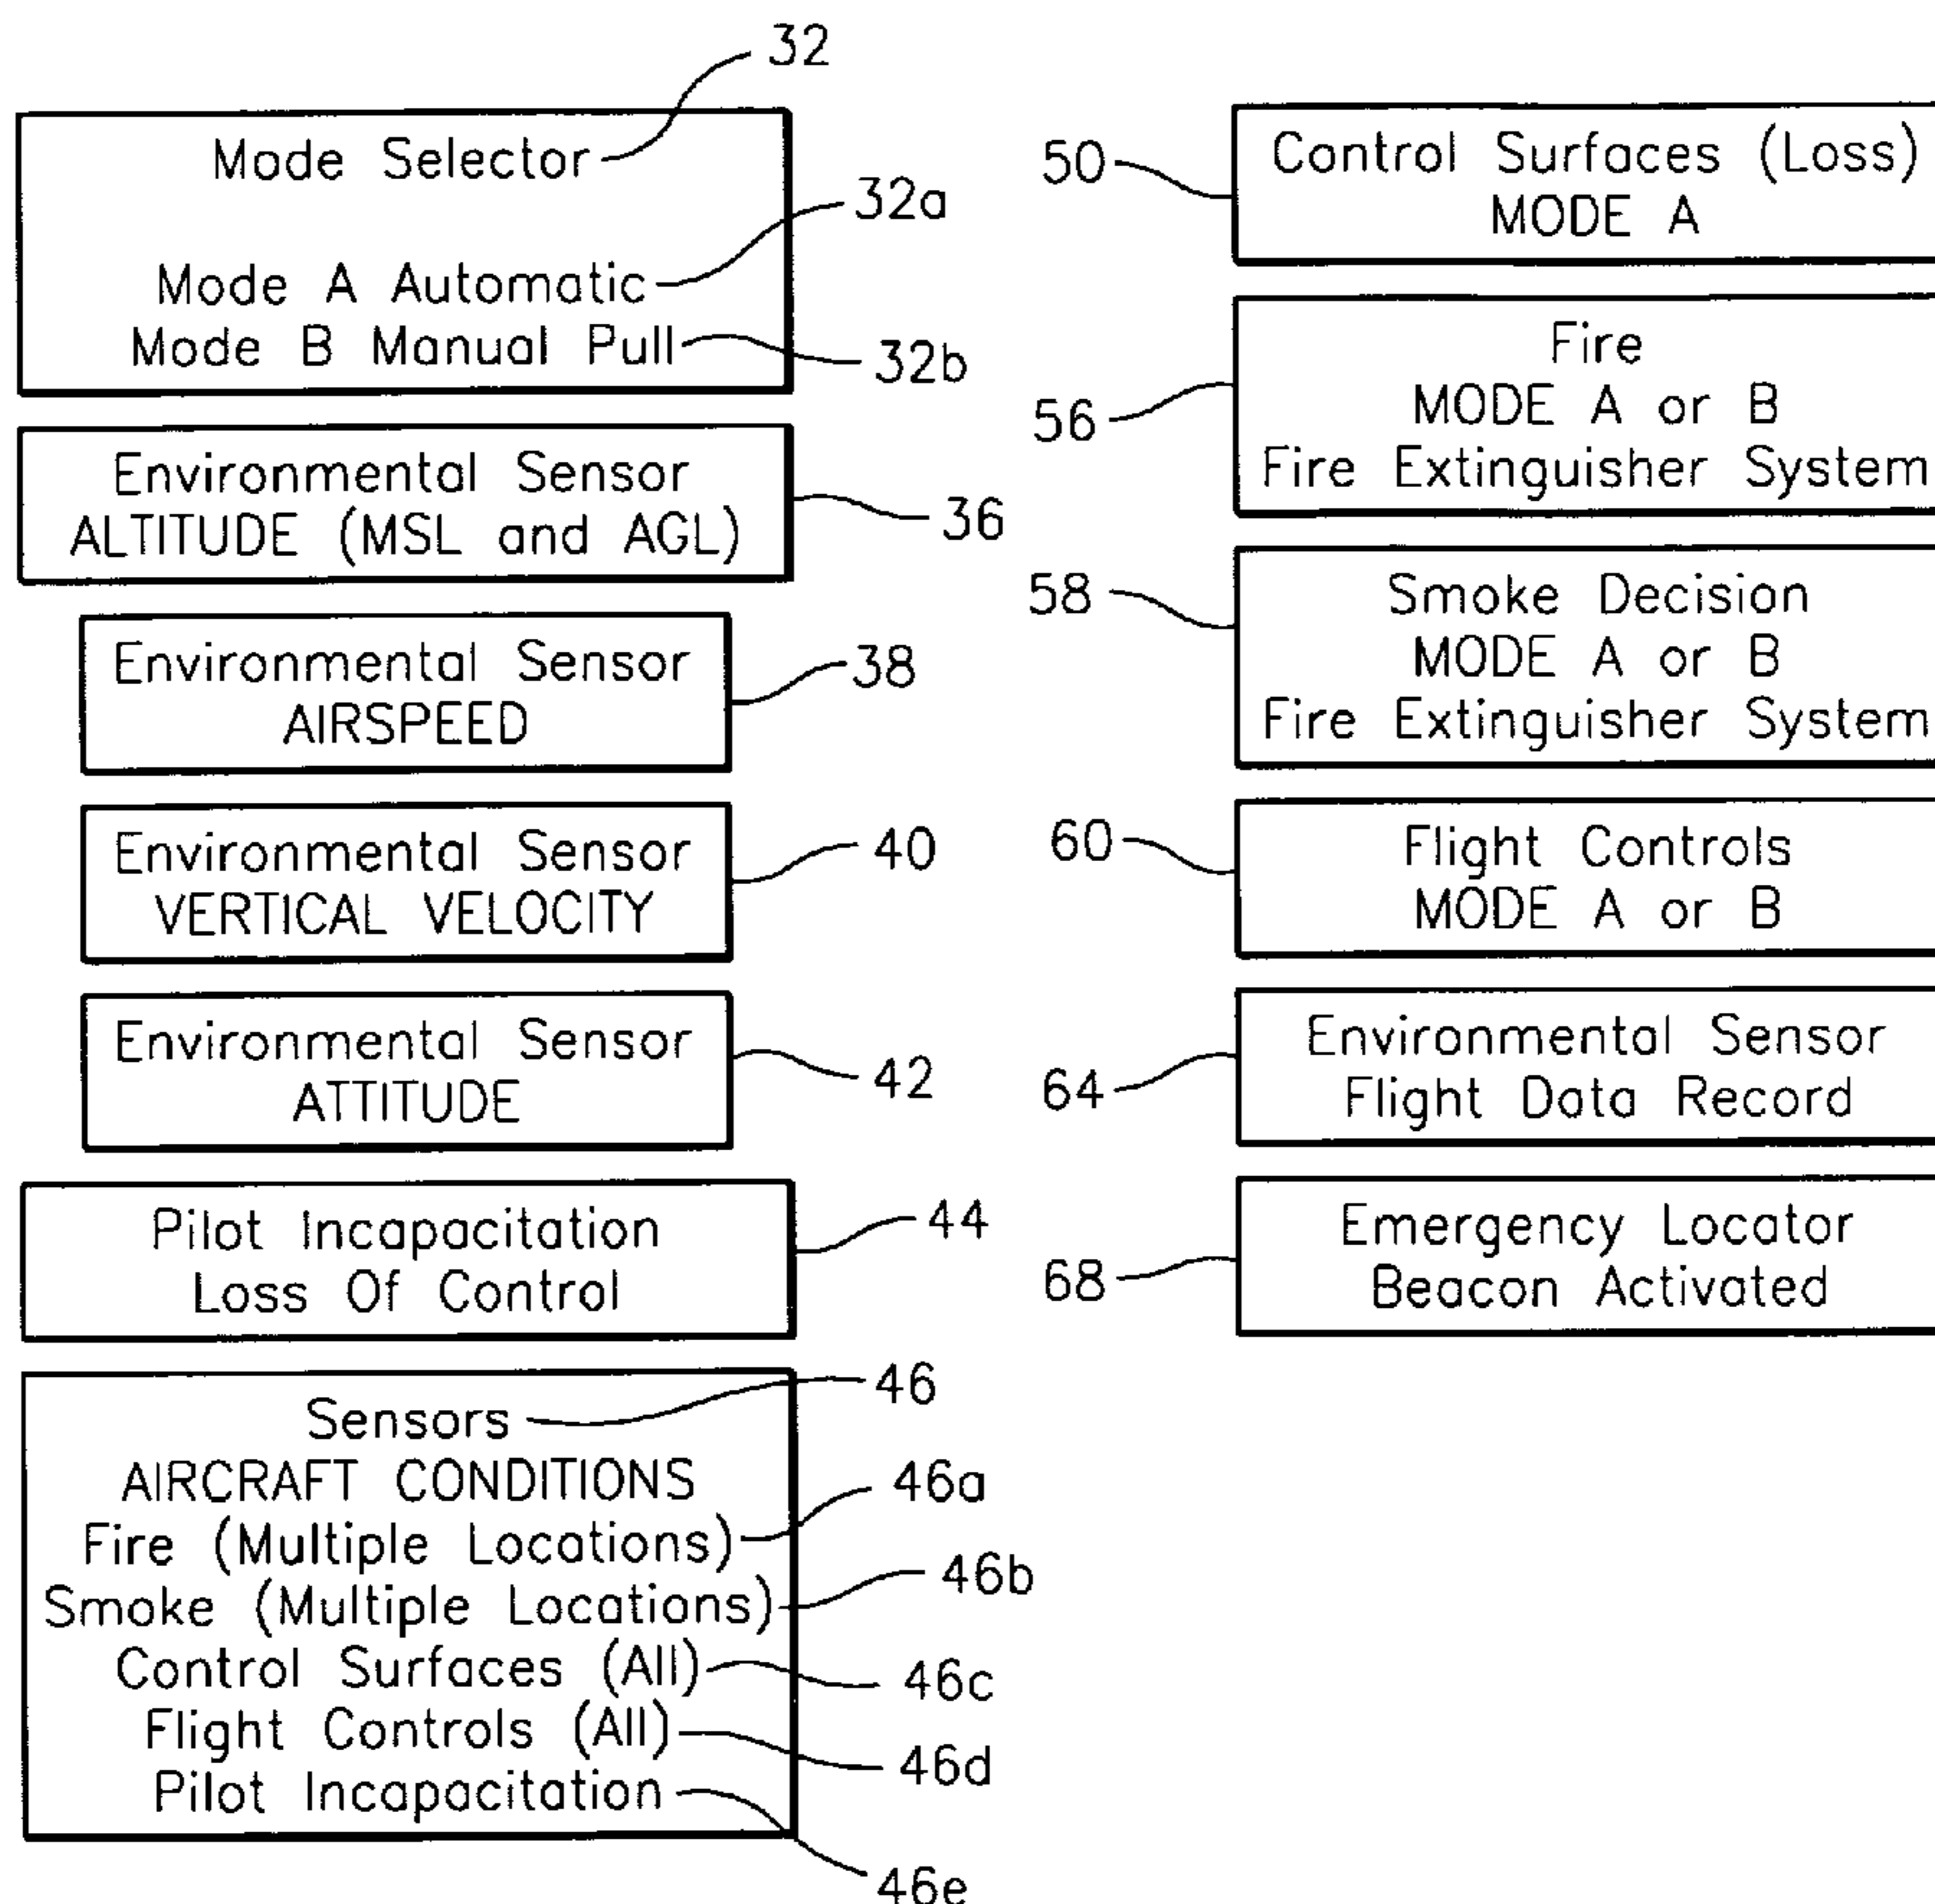 32
Mode Selector
32a
Mode A Automatic
Mode B Manual Pull
32b
Environmental Sensor
ALTITUDE (MSL and AGL)
36
Environmental Sensor
AIRSPEED
38
Environmental Sensor
VERTICAL VELOCITY
40
Environmental Sensor
ATTITUDE
42
Pilot Incapacitation
Loss Of Control
44
Sensors
46
AIRCRAFT CONDITIONS
Fire (Multiple Locations)
46a
Smoke (Multiple Locations)
46b
Control Surfaces (All)
46c
Flight Controls (All)
46d
Pilot Incapacitation
46e
50
Control Surfaces (Loss)
MODE A
56
Fire
MODE A or B
Fire Extinguisher System
58
Smoke Decision
MODE A or B
Fire Extinguisher System
60
Flight Controls
MODE A or B
64
Environmental Sensor
Flight Data Record
68
Emergency Locator
Beacon Activated